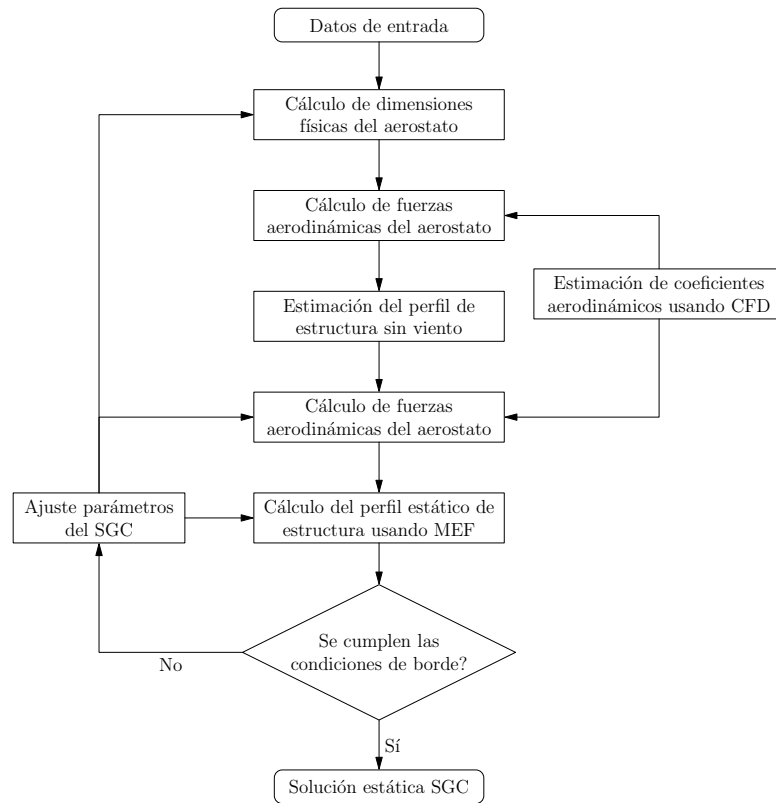 Datos de entrada
Cálculo de dimensiones
físicas del aerostato
Cálculo de fuerzas
aerodinámicas del aerostato
Estimación de coeficientes
aerodinámicos usando CFD
Estimación del perfil de
estructura sin viento
Cálculo de fuerzas
aerodinámicas del aerostato
Ajuste parámetros
del SGC
Cálculo del perfil estático de
estructura usando MEF
Se cumplen las
condiciones de borde?
No
Sí
Solución estática SGC